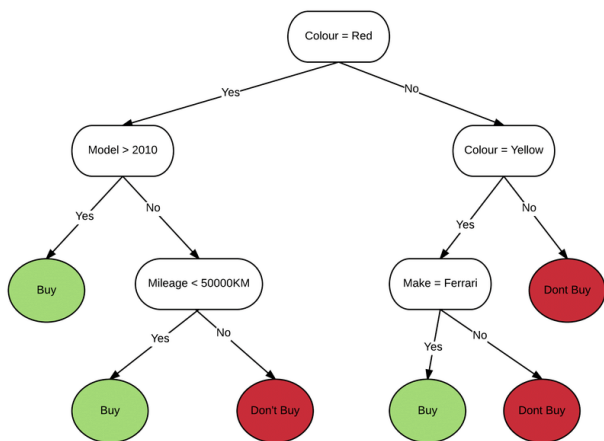 Colour = Red
Yes
No
Model > 2010
Colour = Yellow
Yes
No
Yes
No
Buy
Mileage < 50000KM
Make = Ferrari
Dont Buy
Yes
No
Yes
No
Buy
Don't Buy
Buy
Dont Buy